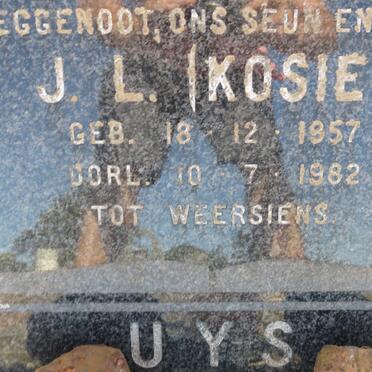 EGGENOOT, ONS SEUN EN
J. L. (KOSIE
GEB. 18 - 12 - 1957
OORL. 10 - 7 - 1982
TOT WEERSIENS.
UYS